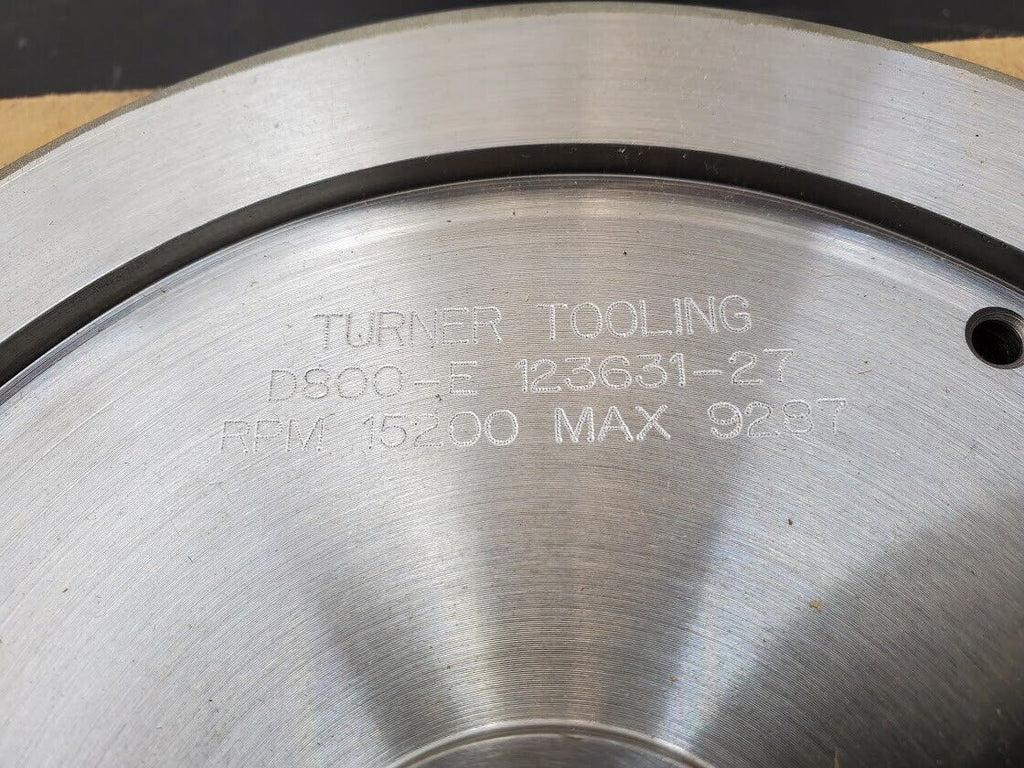 TURNER TOOLING
D800-E 123631-27
RPM 15200 MAX 9287